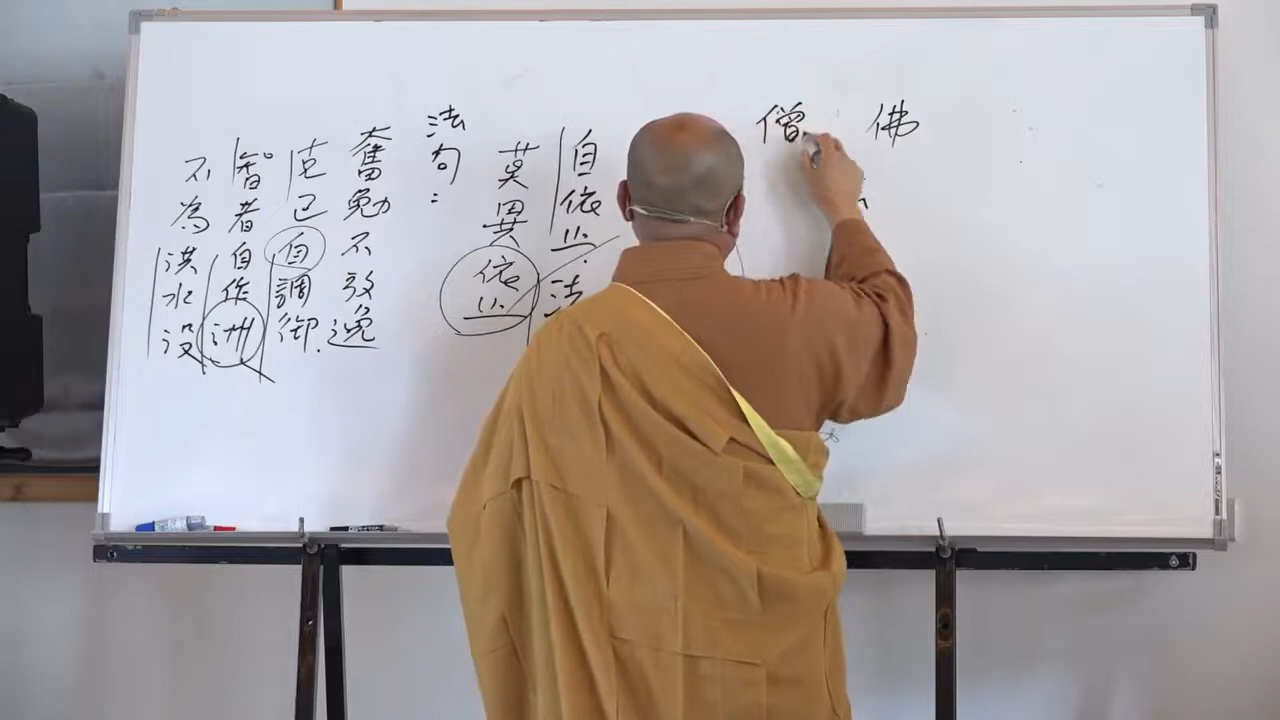 佛
僧
自依止法
莫異依止
法句：
奮勉不放逸
克己自調御.
智者自作洲
不為洪水没